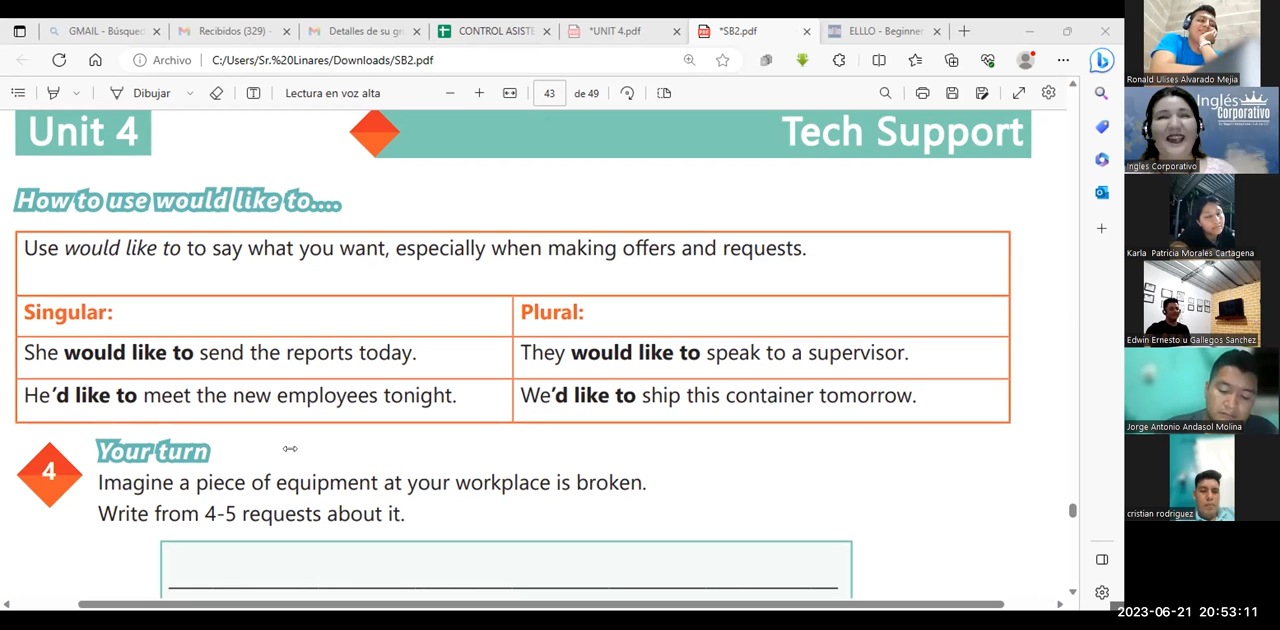 GMAIL - Búsqued
Recibidos (329) -
Detalles de su gr
CONTROL ASISTE
*UNIT 4.pdf
*SB2.pdf
ELLLO - Beginner
Archivo
C:/Users/Sr.%20Linares/Downloads/SB2.pdf
Dibujar
Lectura en voz alta
43
de 49
Unit 4
Tech Support
How to use would like to....
Use would like to to say what you want, especially when making offers and requests.
Singular:
Plural:
She would like to send the reports today.
They would like to speak to a supervisor.
He'd like to meet the new employees tonight.
We'd like to ship this container tomorrow.
4
Your turn
Imagine a piece of equipment at your workplace is broken.
Write from 4-5 requests about it.
Ronald Ulises Alvarado Mejia
Inglés
Corporativo
Ingles Corporativo
Karla Patricia Morales Cartagena
Edwin Ernesto u Gallegos Sanchez
Jorge Antonio Andasol Molina
cristian rodriguez
2023-06-21 20:53:11